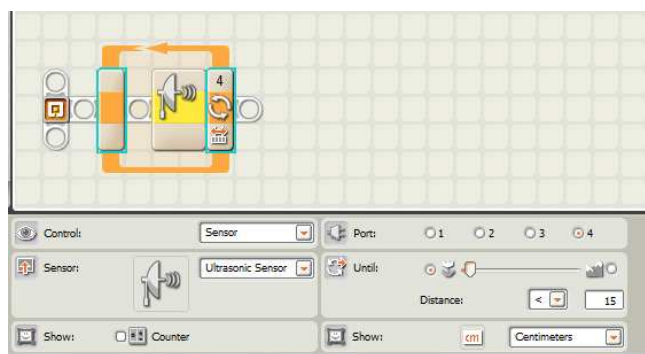 4
Control: Sensor Port: 1 2 3 4
Sensor: Ultrasonic Sensor Until:
Distance: < 15
Show: Counter Show: cm Centimeters